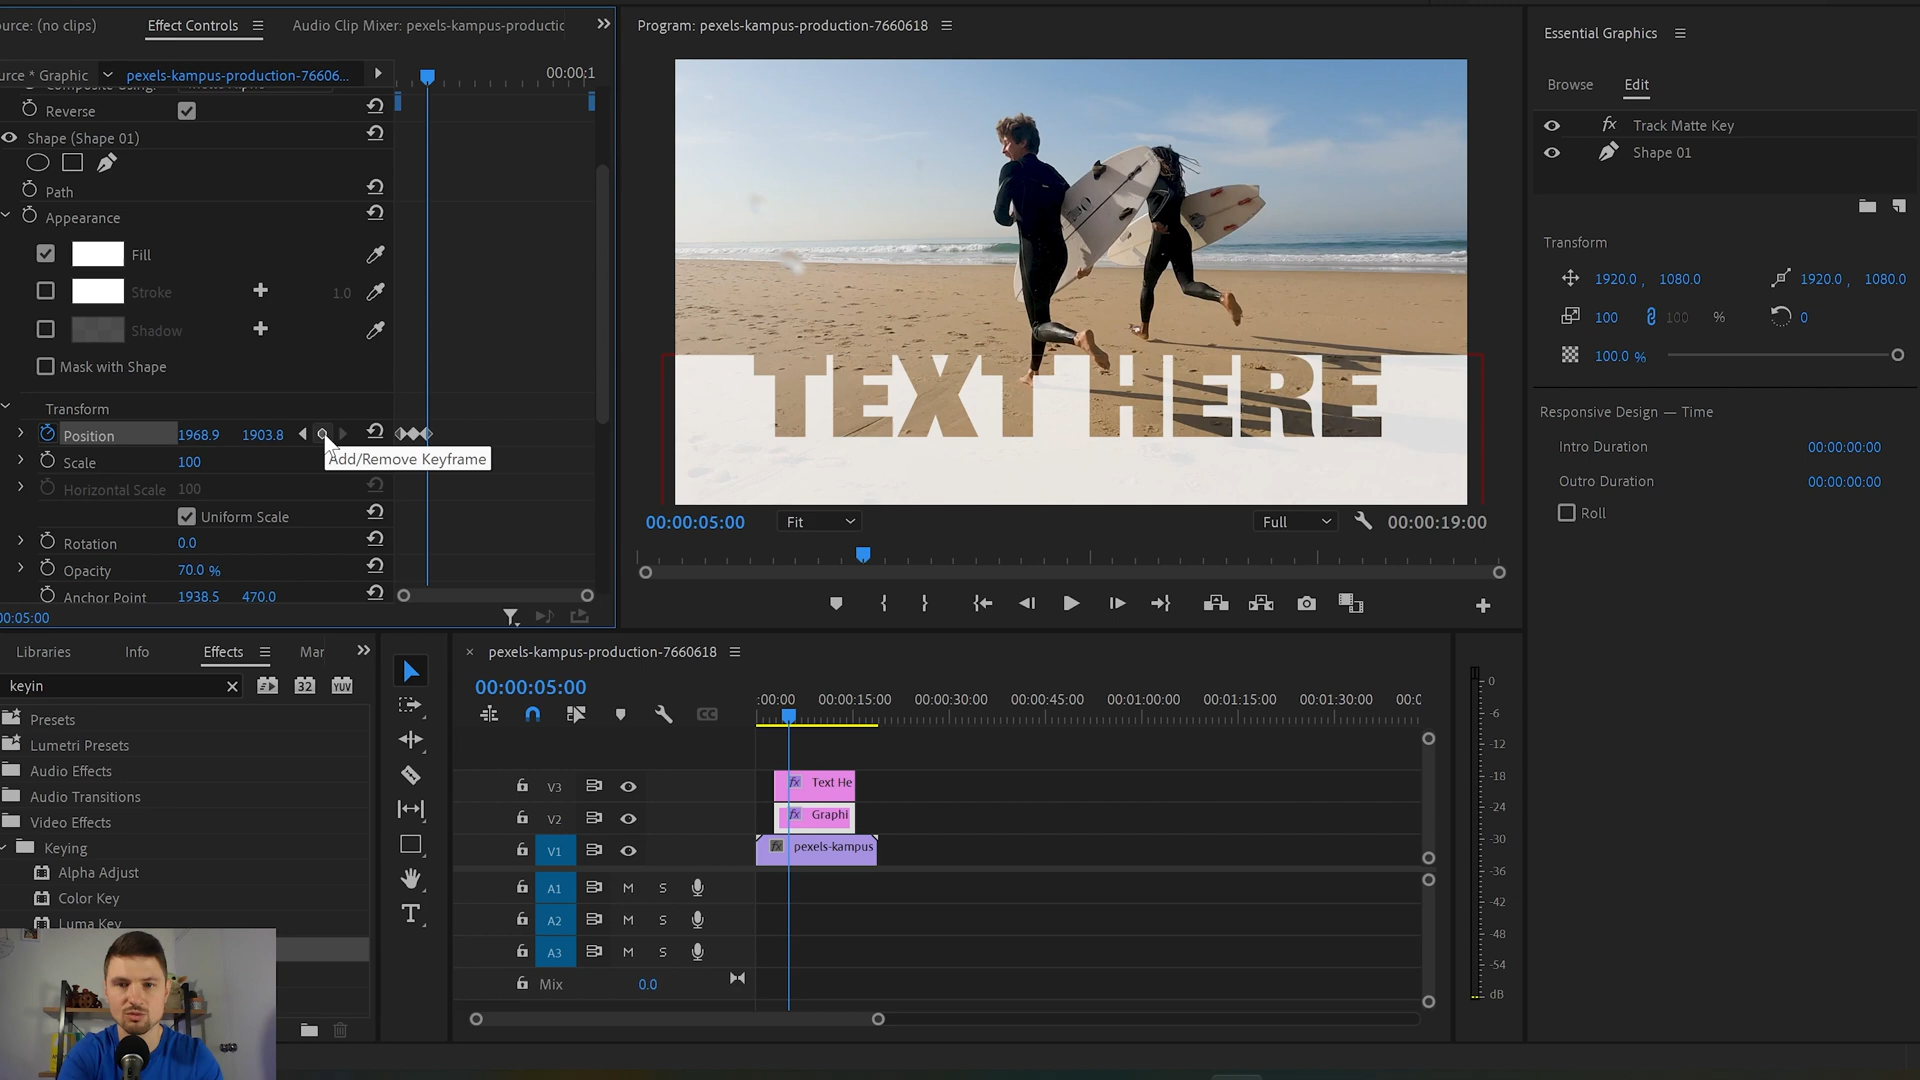 ource: (no clips)
Effect Controls
Audio Clip Mixer: pexels-kampus-productic
Program: pexels-kampus-production-7660618
Essential Graphics
urce * Graphic
pexels-kampus-production-76606...
00:00:1
Browse
Edit
Reverse
Track Matte Key
Shape (Shape 01)
Shape 01
Path
Appearance
Transform
Fill
1920.0 , 1080.0
1920.0 , 1080.0
Stroke
1.0
100
100
%
0
Shadow
100.0 %
Mask with Shape
TEXT HERE
Transform
Responsive Design — Time
Position
1968.9
1903.8
Intro Duration
00:00:00:00
Add/Remove Keyframe
Scale
100
Outro Duration
00:00:00:00
Horizontal Scale
100
Roll
Uniform Scale
00:00:05:00
Fit
Full
00:00:19:00
Rotation
0.0
Opacity
70.0 %
Anchor Point
1938.5
470.0
00:05:00
Libraries
Info
Effects
Mar
pexels-kampus-production-7660618
keyin
32
YUV
00:00:05:00
:00:00
00:00:15:00
00:00:30:00
00:00:45:00
00:01:00:00
00:01:15:00
00:01:30:00
00:0
CC
Presets
Lumetri Presets
Audio Effects
Audio Transitions
Video Effects
Keying
Alpha Adjust
Color Key
Luma Key
V3
fx
Text He
V2
fx
Graphi
V1
fx
pexels-kampus
A1
M
S
A2
M
S
A3
M
S
Mix
0.0
0
-6
-12
-18
-24
-30
-36
-42
-48
-54
dB